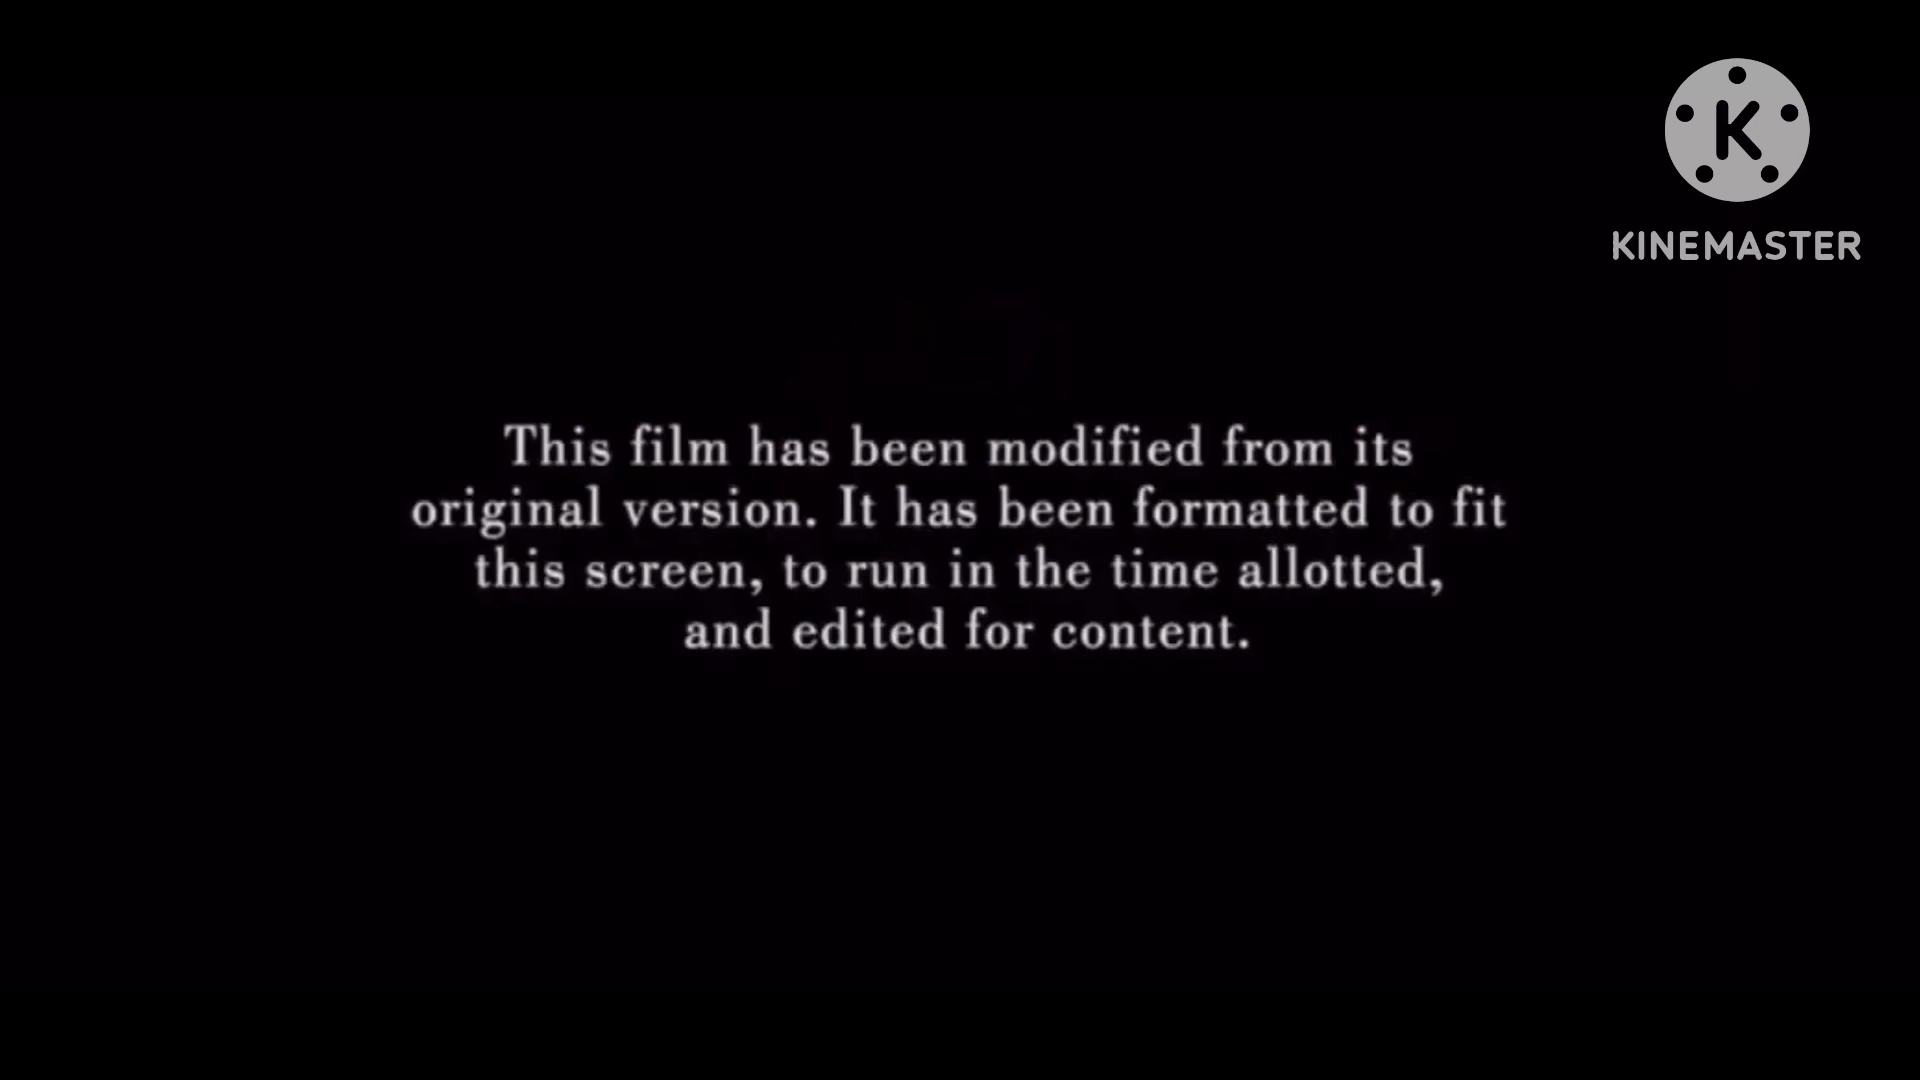 K
KINEMASTER
This film has been modified from its
original version. It has been formatted to fit
this screen, to run in the time allotted,
and edited for content.